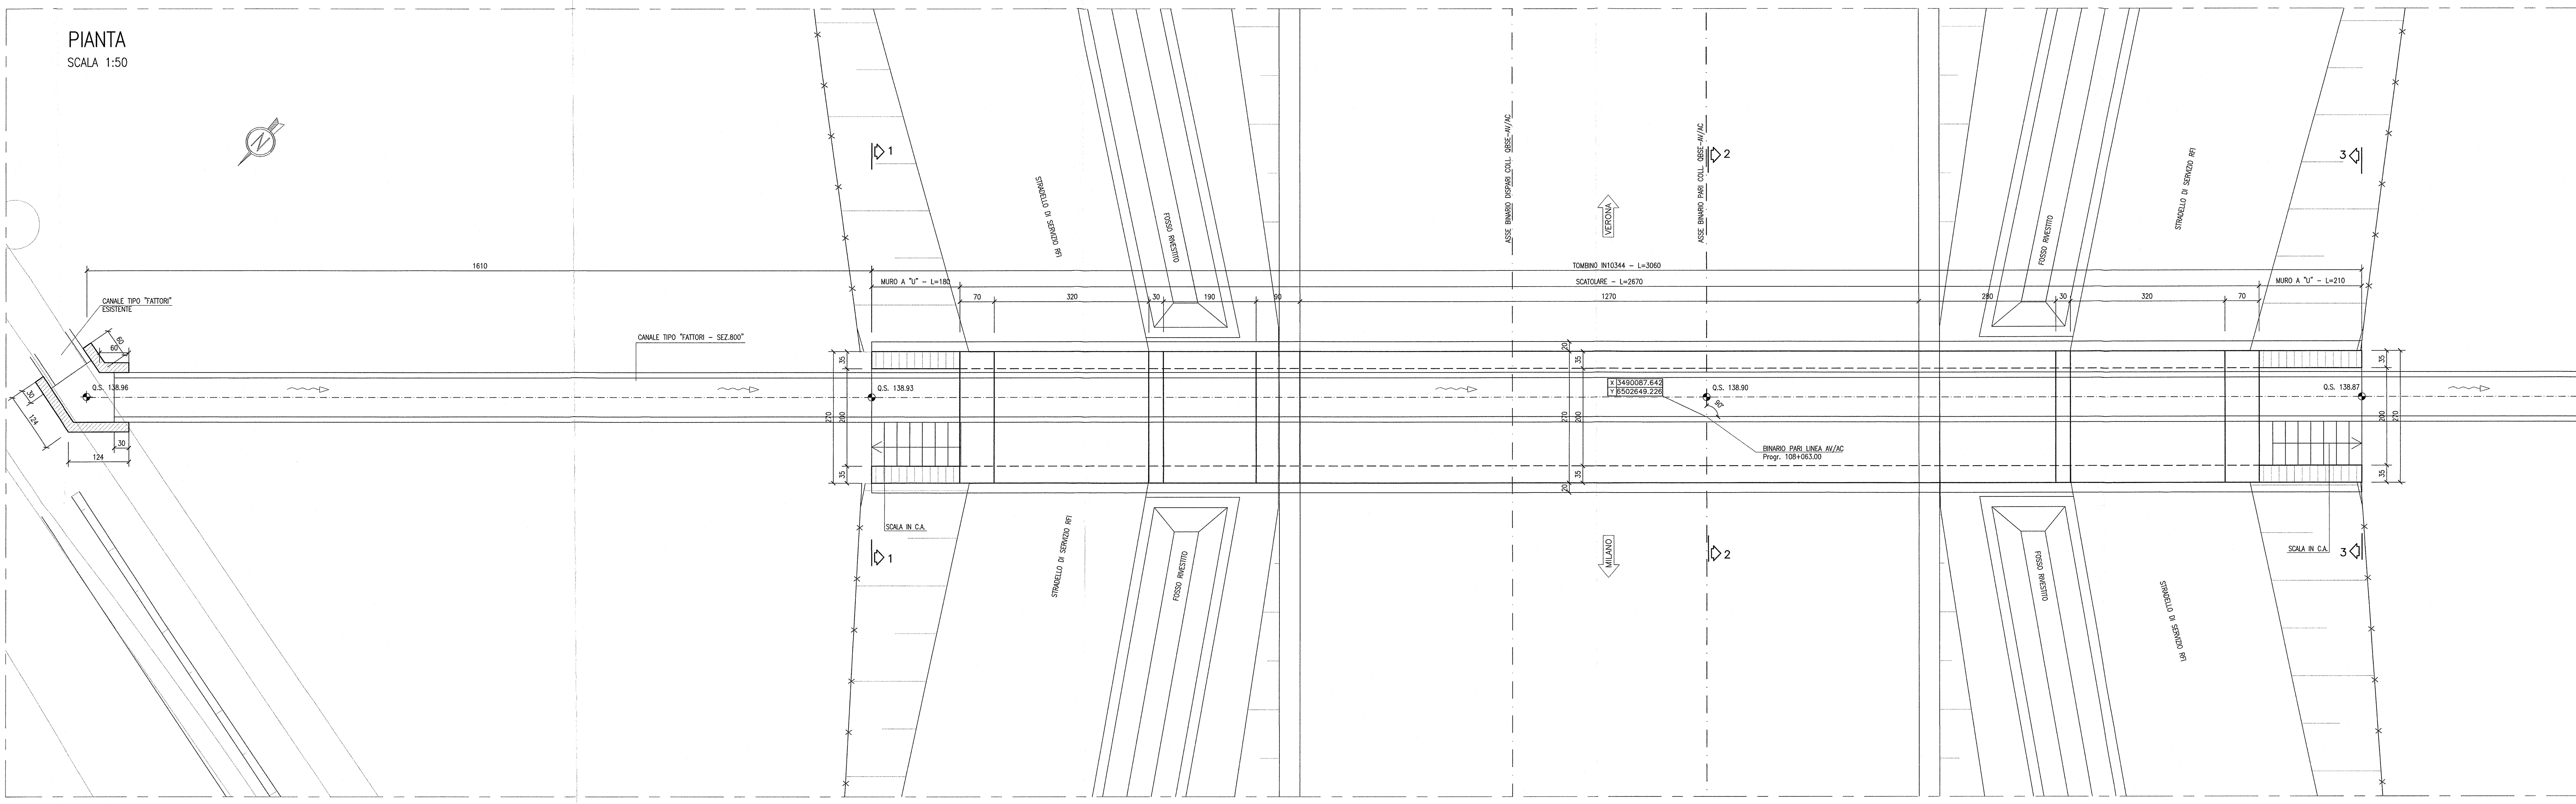 PIANTA
SCALA 1:50
N
1
2
3
STRADELLO DI SERVIZIO RFI
FOSSO RIVESTITO
ASSE BINARIO DISPARI COLL. QBSE-AV/AC
VERONA
ASSE BINARIO PARI COLL. QBSE-AV/AC
FOSSO RIVESTITO
STRADELLO DI SERVIZIO RFI
1610
TOMBINO IN10344 - L=3060
MURO A "U" - L=180
SCATOLARE - L=2670
MURO A "U" - L=210
70
320
30
190
90
1270
280
30
320
70
CANALE TIPO "FATTORI"
ESISTENTE
CANALE TIPO "FATTORI - SEZ.800"
60
60
Q.S. 138.96
30
124
30
124
Q.S. 138.93
270
35
200
35
20
270
20
35
200
35
X 3490087.642
Y 6502649.226
Q.S. 138.90
90°
BINARIO PARI LINEA AV/AC
Progr. 108+063.00
Q.S. 138.87
35
200
35
270
SCALA IN C.A.
SCALA IN C.A.
1
STRADELLO DI SERVIZIO RFI
FOSSO RIVESTITO
MILANO
2
FOSSO RIVESTITO
STRADELLO DI SERVIZIO RFI
3